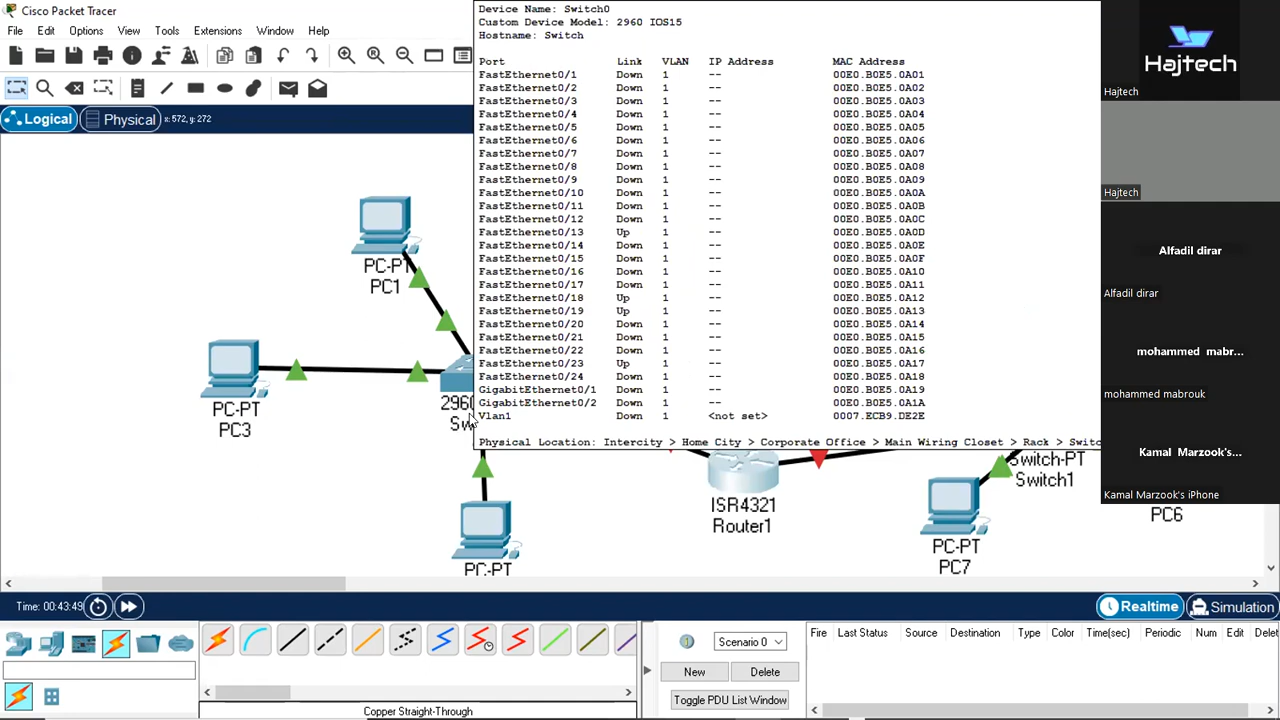 Cisco Packet Tracer
File Edit Options View Tools Extensions Window Help
Logical Physical x: 572, y: 272
Device Name: Switch0
Custom Device Model: 2960 IOS15
Hostname: Switch
Port Link VLAN IP Address MAC Address
FastEthernet0/1 Down 1 -- 00E0.B0E5.0A01
FastEthernet0/2 Down 1 -- 00E0.B0E5.0A02
FastEthernet0/3 Down 1 -- 00E0.B0E5.0A03
FastEthernet0/4 Down 1 -- 00E0.B0E5.0A04
FastEthernet0/5 Down 1 -- 00E0.B0E5.0A05
FastEthernet0/6 Down 1 -- 00E0.B0E5.0A06
FastEthernet0/7 Down 1 -- 00E0.B0E5.0A07
FastEthernet0/8 Down 1 -- 00E0.B0E5.0A08
FastEthernet0/9 Down 1 -- 00E0.B0E5.0A09
FastEthernet0/10 Down 1 -- 00E0.B0E5.0A0A
FastEthernet0/11 Down 1 -- 00E0.B0E5.0A0B
FastEthernet0/12 Down 1 -- 00E0.B0E5.0A0C
FastEthernet0/13 Up 1 -- 00E0.B0E5.0A0D
FastEthernet0/14 Down 1 -- 00E0.B0E5.0A0E
FastEthernet0/15 Down 1 -- 00E0.B0E5.0A0F
FastEthernet0/16 Down 1 -- 00E0.B0E5.0A10
FastEthernet0/17 Down 1 -- 00E0.B0E5.0A11
FastEthernet0/18 Up 1 -- 00E0.B0E5.0A12
FastEthernet0/19 Up 1 -- 00E0.B0E5.0A13
FastEthernet0/20 Down 1 -- 00E0.B0E5.0A14
FastEthernet0/21 Down 1 -- 00E0.B0E5.0A15
FastEthernet0/22 Down 1 -- 00E0.B0E5.0A16
FastEthernet0/23 Up 1 -- 00E0.B0E5.0A17
FastEthernet0/24 Down 1 -- 00E0.B0E5.0A18
GigabitEthernet0/1 Down 1 -- 00E0.B0E5.0A19
GigabitEthernet0/2 Down 1 -- 00E0.B0E5.0A1A
Vlan1 Down 1 <not set> 0007.ECB9.DE2E
Physical Location: Intercity > Home City > Corporate Office > Main Wiring Closet > Rack > Switc
PC-PT
PC1
PC-PT
PC3
2960
Sw
PC-PT
ISR4321
Router1
Switch-PT
Switch1
PC-PT
PC7
PC6
Hajtech
Hajtech
Hajtech
Alfadil dirar
Alfadil dirar
mohammed mabr...
mohammed mabrouk
Kamal Marzook's...
Kamal Marzook's iPhone
Time: 00:43:49
Realtime Simulation
Scenario 0
New Delete
Toggle PDU List Window
Fire Last Status Source Destination Type Color Time(sec) Periodic Num Edit Delet
Copper Straight-Through